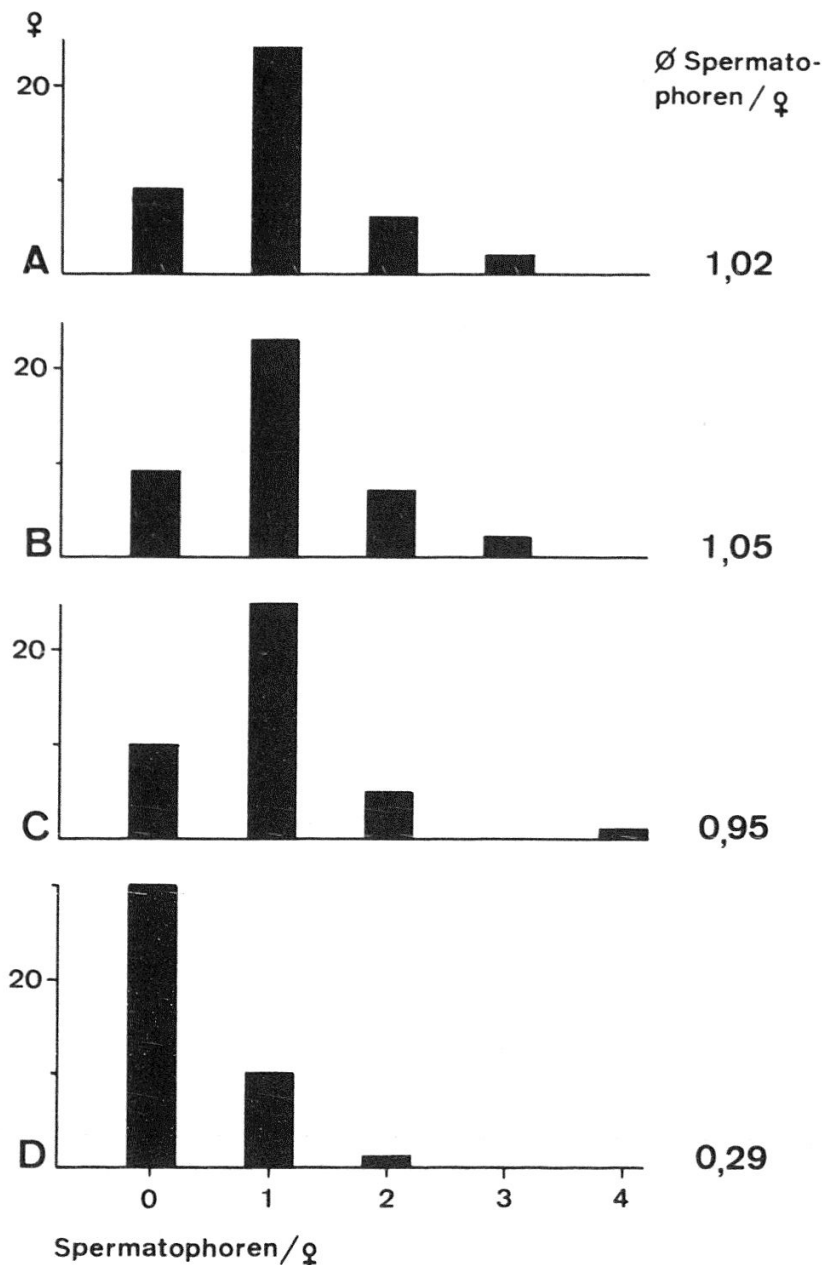 ♀
Ø Spermato-
phoren / ♀
20
A
1,02
20
B
1,05
20
C
0,95
20
D
0,29
0 1 2 3 4
Spermatophoren/♀